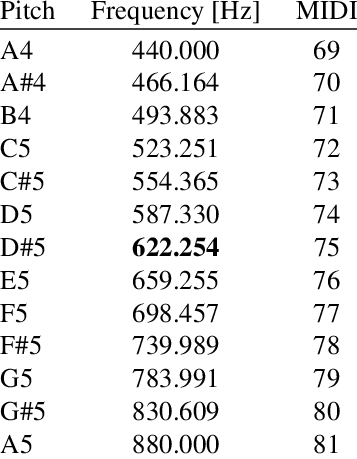 Pitch Frequency [Hz] MIDI
A4 440.000 69
A#4 466.164 70
B4 493.883 71
C5 523.251 72
C#5 554.365 73
D5 587.330 74
D#5 622.254 75
E5 659.255 76
F5 698.457 77
F#5 739.989 78
G5 783.991 79
G#5 830.609 80
A5 880.000 81